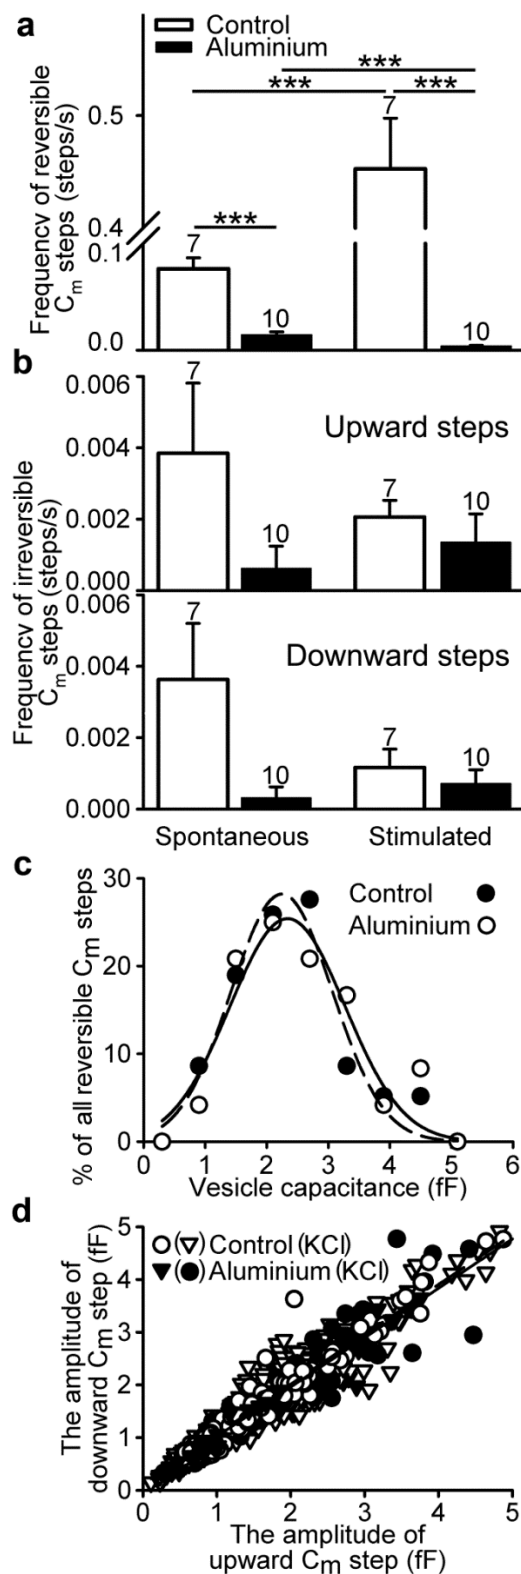 a
Control
Aluminium
***
***
***
***
Frequency of reversible
Cm steps (steps/s)
0.5
0.4
0.1
0.0
7
10
7
10
b
Frequency of irreversible
Cm steps (steps/s)
0.006
0.004
0.002
0.000
Upward steps
7
10
7
10
0.006
0.004
0.002
0.000
Downward steps
7
10
7
10
Spontaneous Stimulated
c
% of all reversible Cm steps
30
20
10
0
Control
Aluminium
0 1 2 3 4 5 6
Vesicle capacitance (fF)
d
The amplitude of
downward Cm step (fF)
5
4
3
2
1
0
( ) Control (KCl)
( ) Aluminium (KCl)
0 1 2 3 4 5
The amplitude of
upward Cm step (fF)